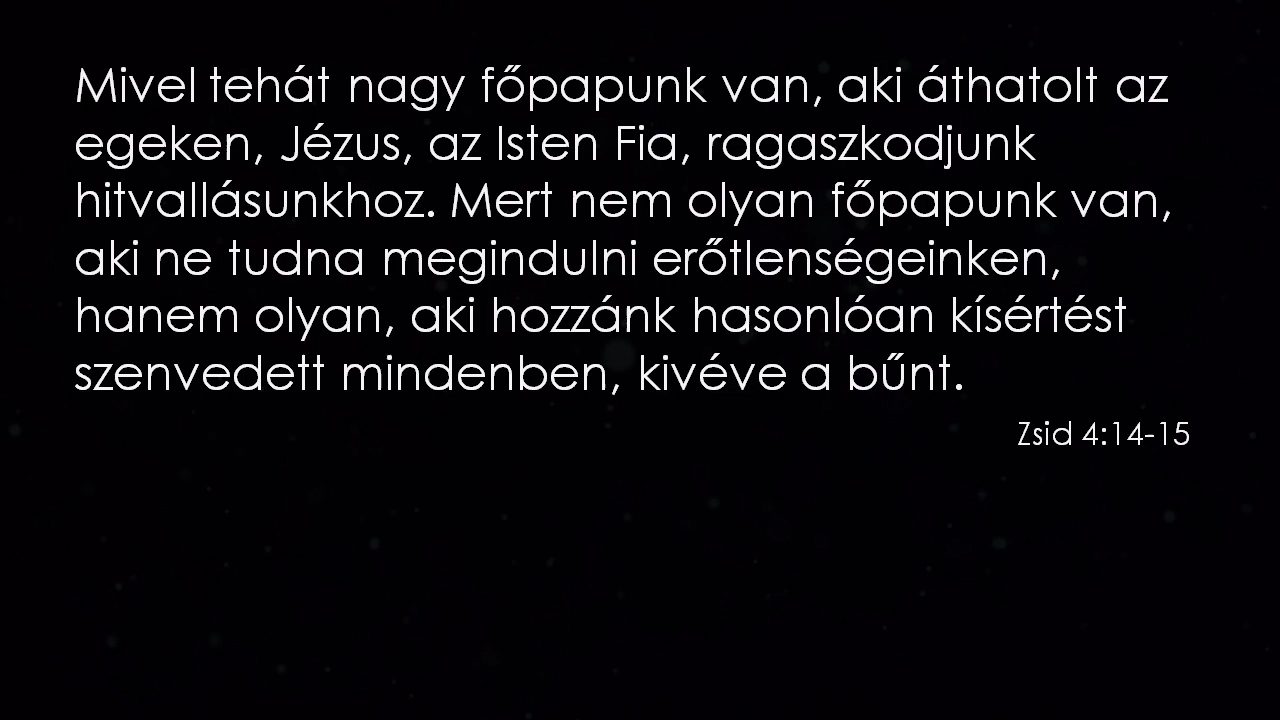 Mivel tehát nagy főpapunk van, aki áthatolt az
egeken, Jézus, az Isten Fia, ragaszkodjunk
hitvallásunkhoz. Mert nem olyan főpapunk van,
aki ne tudna megindulni erőtlenségeinken,
hanem olyan, aki hozzánk hasonlóan kísértést
szenvedett mindenben, kivéve a bűnt.
Zsid 4:14-15